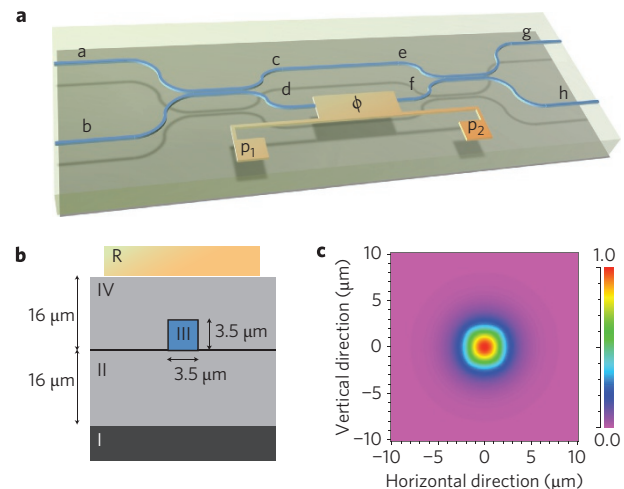 a
a
b
c
d
e
f
g
h
ϕ
p1
p2
b
R
IV
III
II
I
16 μm
16 μm
3.5 μm
3.5 μm
c
Vertical direction (μm)
10
5
0
−5
−10
−10 −5 0 5 10
Horizontal direction (μm)
1.0
0.0